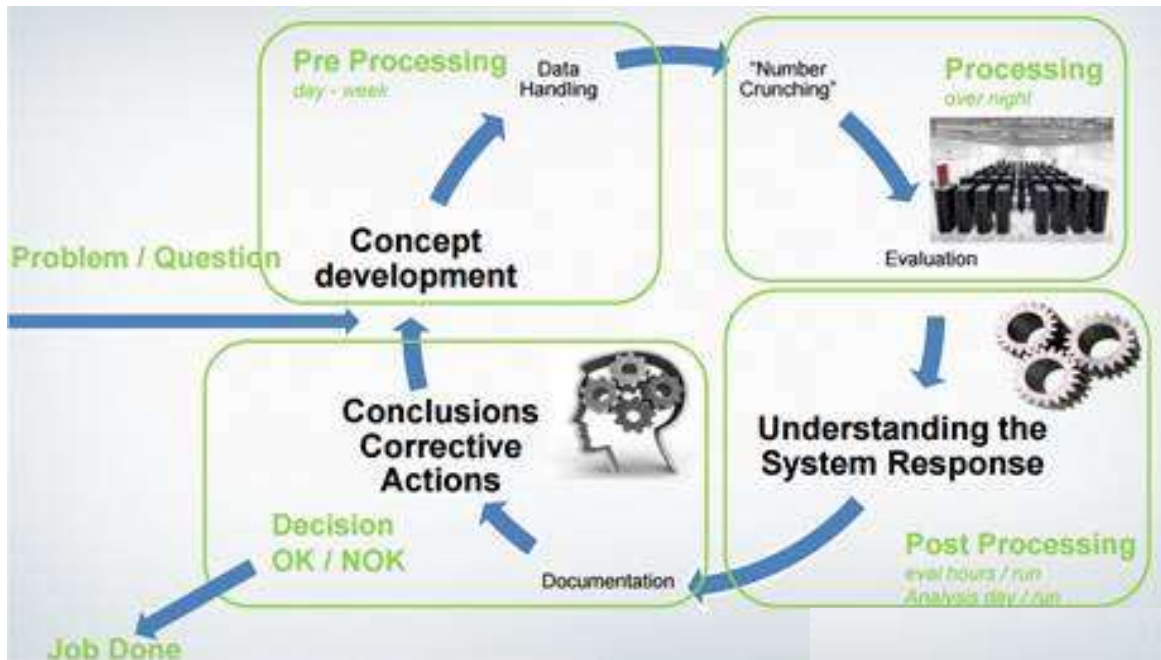 Pre Processing
day - week
Data
Handling
"Number
Crunching"
Processing
over night
Problem / Question
Concept
development
Evaluation
Conclusions
Corrective
Actions
Understanding the
System Response
Decision
OK / NOK
Documentation
Post Processing
eval hours / run
Analysis day / run
Job Done